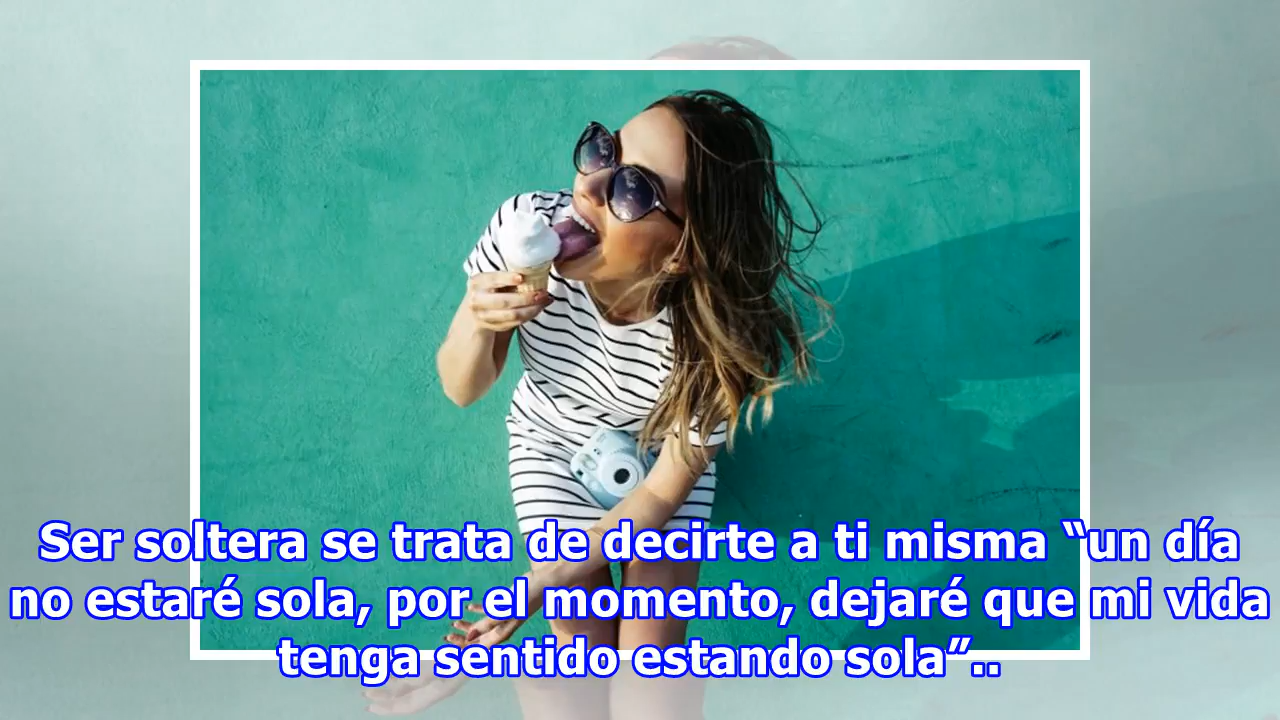 Ser soltera se trata de decirte a ti misma “un día
no estaré sola, por el momento, dejaré que mi vida
tenga sentido estando sola”..